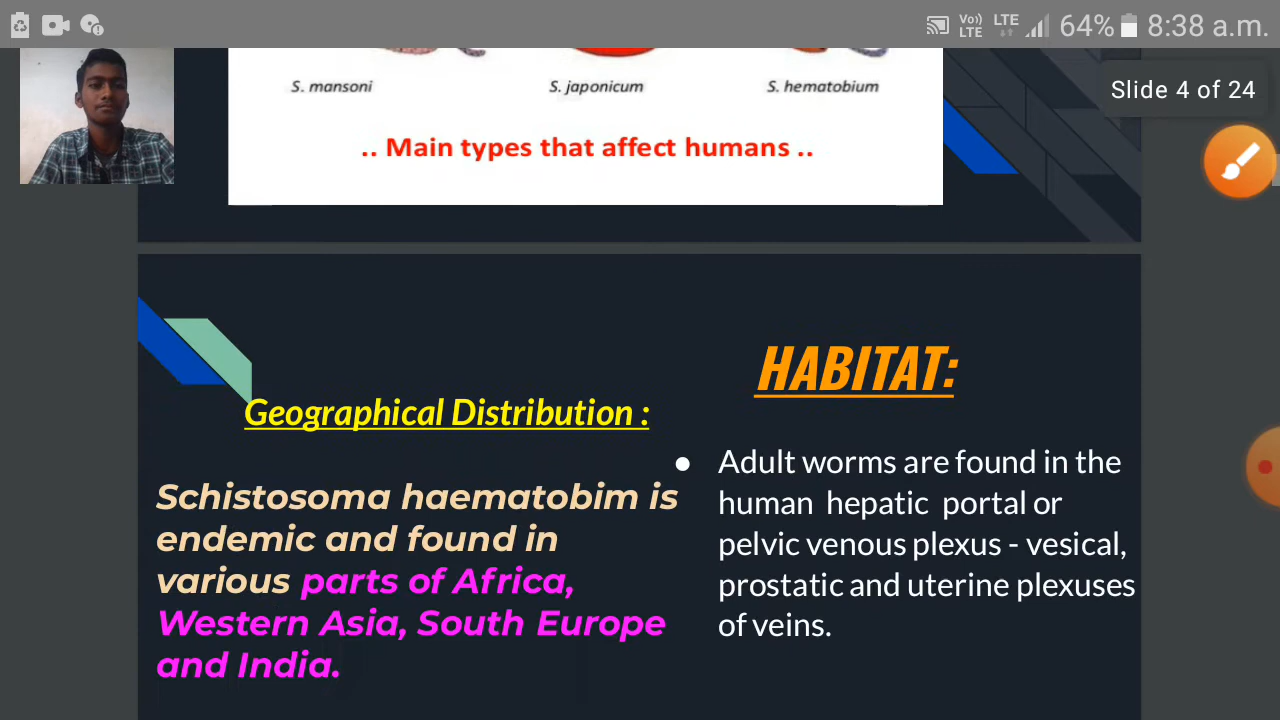 Vo)) LTE LTE 64% 8:38 a.m.
Slide 4 of 24
S. mansoni S. japonicum S. hematobium
.. Main types that affect humans ..
Geographical Distribution :
Schistosoma haematobim is
endemic and found in
various parts of Africa,
Western Asia, South Europe
and India.
HABITAT:
● Adult worms are found in the
human hepatic portal or
pelvic venous plexus - vesical,
prostatic and uterine plexuses
of veins.